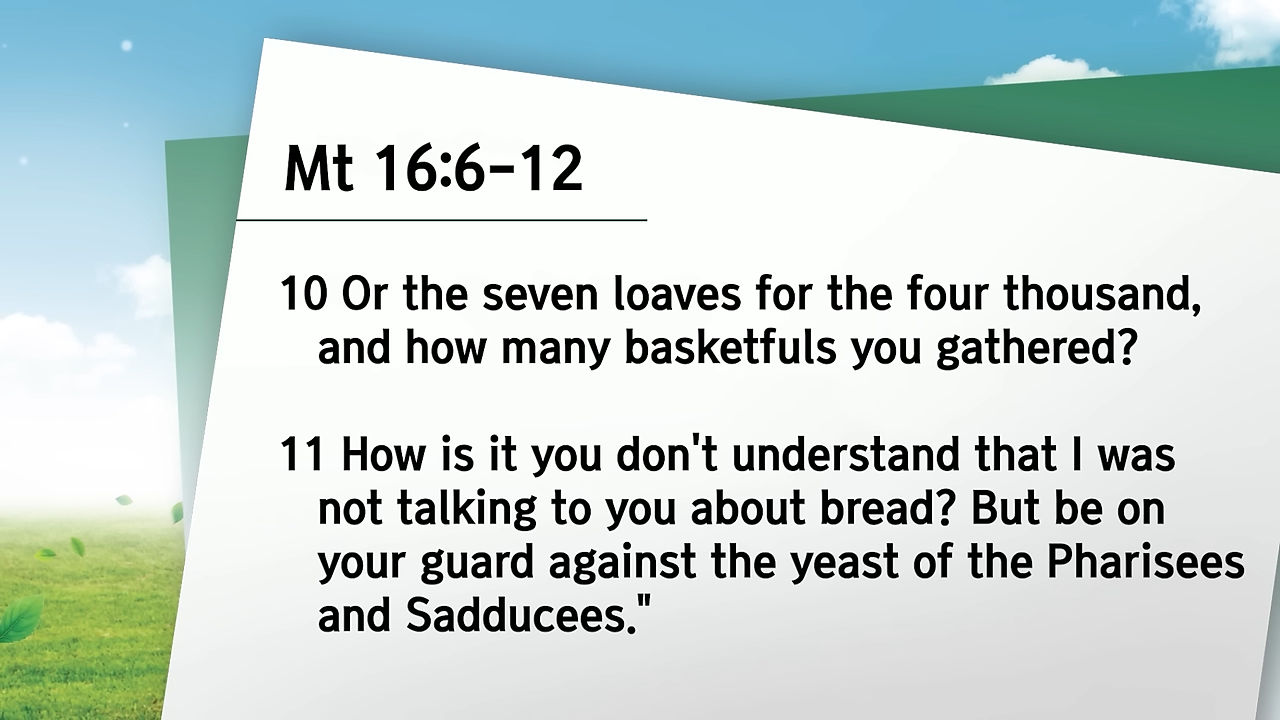 Mt 16:6-12
10 Or the seven loaves for the four thousand,
and how many basketfuls you gathered?
11 How is it you don't understand that I was
not talking to you about bread? But be on
your guard against the yeast of the Pharisees
and Sadducees."